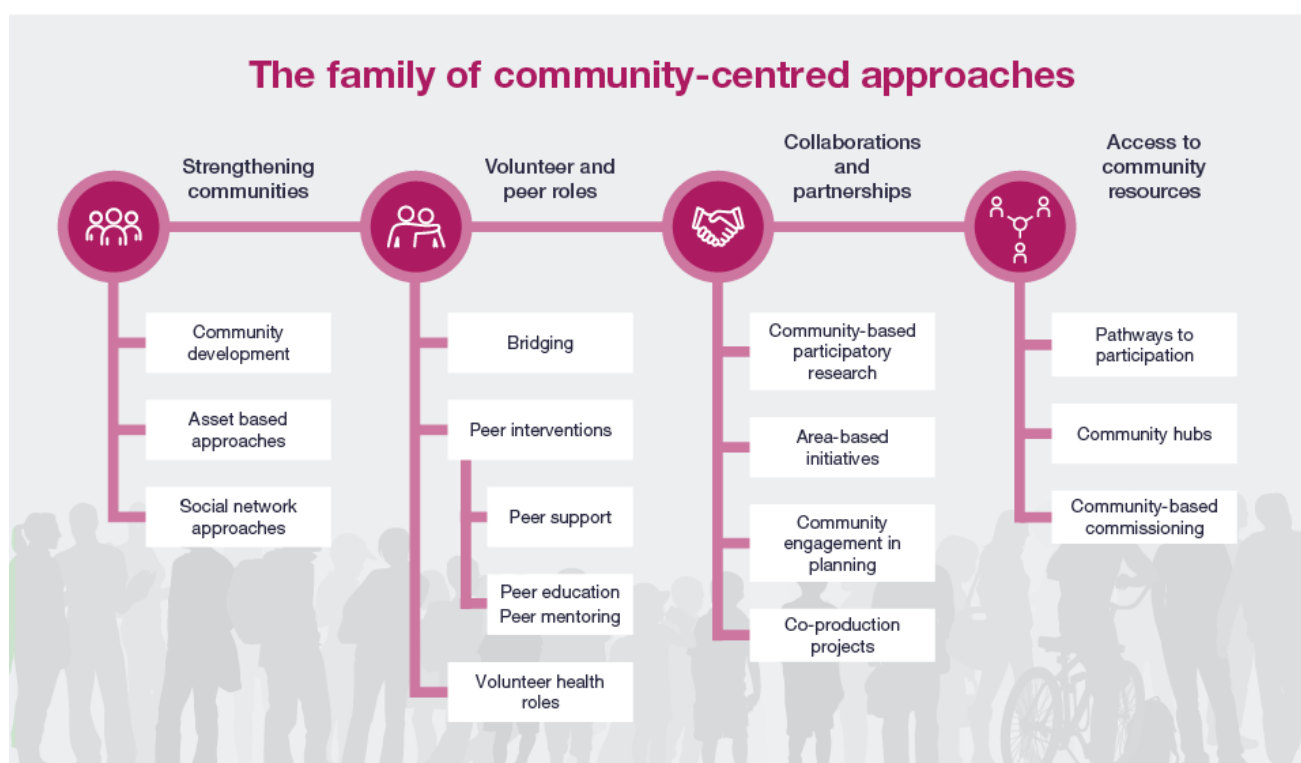 The family of community-centred approaches
Strengthening
communities
Community
development
Asset based
approaches
Social network
approaches
Volunteer and
peer roles
Bridging
Peer interventions
Peer support
Peer education
Peer mentoring
Volunteer health
roles
Collaborations
and
partnerships
Community-based
participatory
research
Area-based
initiatives
Community
engagement in
planning
Co-production
projects
Access to
community
resources
Pathways to
participation
Community hubs
Community-based
commissioning